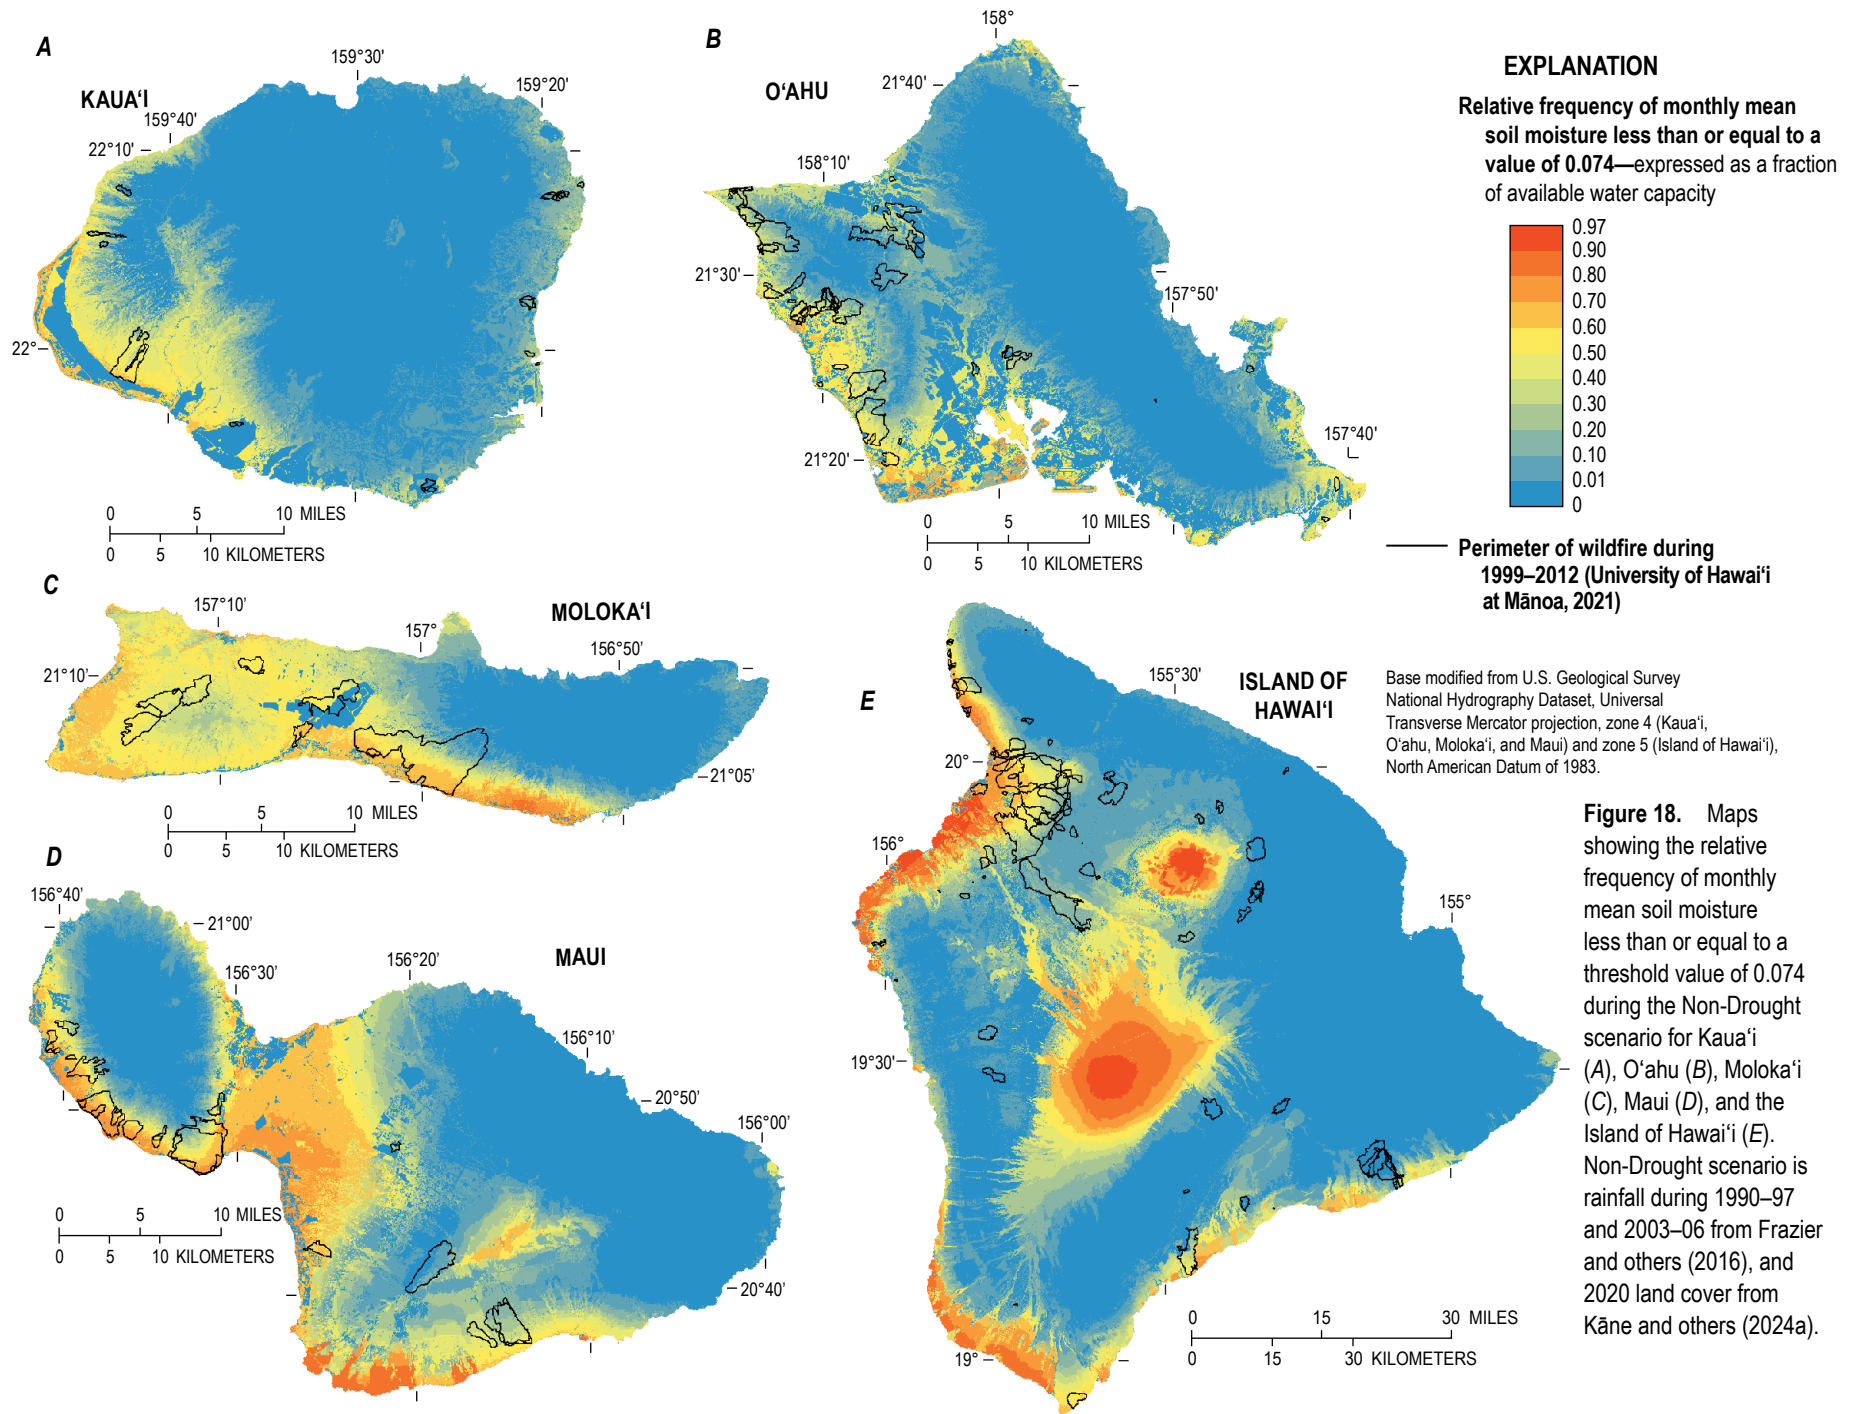 A
KAUAʻI
159°40'
159°30'
159°20'
22°10'
22°
0 5 10 MILES
0 5 10 KILOMETERS
B
OʻAHU
158°
21°40'
158°10'
21°30'
157°50'
21°20'
157°40'
0 5 10 MILES
0 5 10 KILOMETERS
EXPLANATION
Relative frequency of monthly mean
soil moisture less than or equal to a
value of 0.074—expressed as a fraction
of available water capacity
0.97
0.90
0.80
0.70
0.60
0.50
0.40
0.30
0.20
0.10
0.01
0
Perimeter of wildfire during
1999–2012 (University of Hawaiʻi
at Mānoa, 2021)
C
MOLOKAʻI
157°10'
157°
156°50'
21°10'
21°05'
0 5 10 MILES
0 5 10 KILOMETERS
D
MAUI
156°40'
21°00'
156°30'
156°20'
156°10'
20°50'
156°00'
20°40'
0 5 10 MILES
0 5 10 KILOMETERS
E
ISLAND OF
HAWAIʻI
155°30'
20°
156°
155°
19°30'
19°
0 15 30 MILES
0 15 30 KILOMETERS
Base modified from U.S. Geological Survey
National Hydrography Dataset, Universal
Transverse Mercator projection, zone 4 (Kauaʻi,
Oʻahu, Molokaʻi, and Maui) and zone 5 (Island of Hawaiʻi),
North American Datum of 1983.
Figure 18. Maps
showing the relative
frequency of monthly
mean soil moisture
less than or equal to a
threshold value of 0.074
during the Non-Drought
scenario for Kauaʻi
(A), Oʻahu (B), Molokaʻi
(C), Maui (D), and the
Island of Hawaiʻi (E).
Non-Drought scenario is
rainfall during 1990–97
and 2003–06 from Frazier
and others (2016), and
2020 land cover from
Kāne and others (2024a).